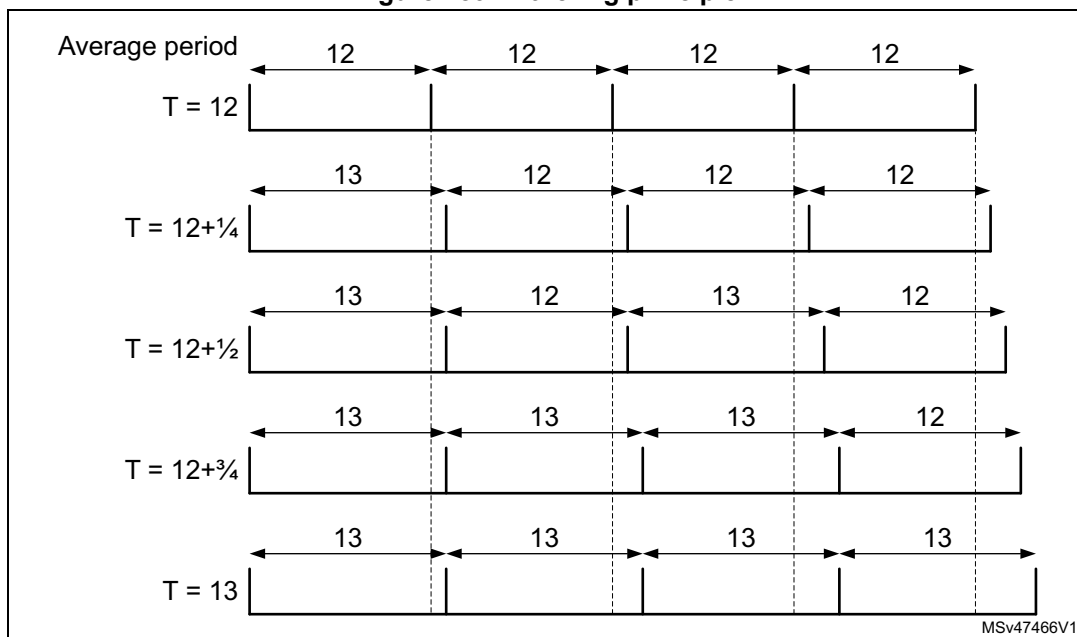 Average period
12 12 12 12
T = 12
13 12 12 12
T = 12+¼
13 12 13 12
T = 12+½
13 13 13 12
T = 12+¾
13 13 13 13
T = 13
MSv47466V1